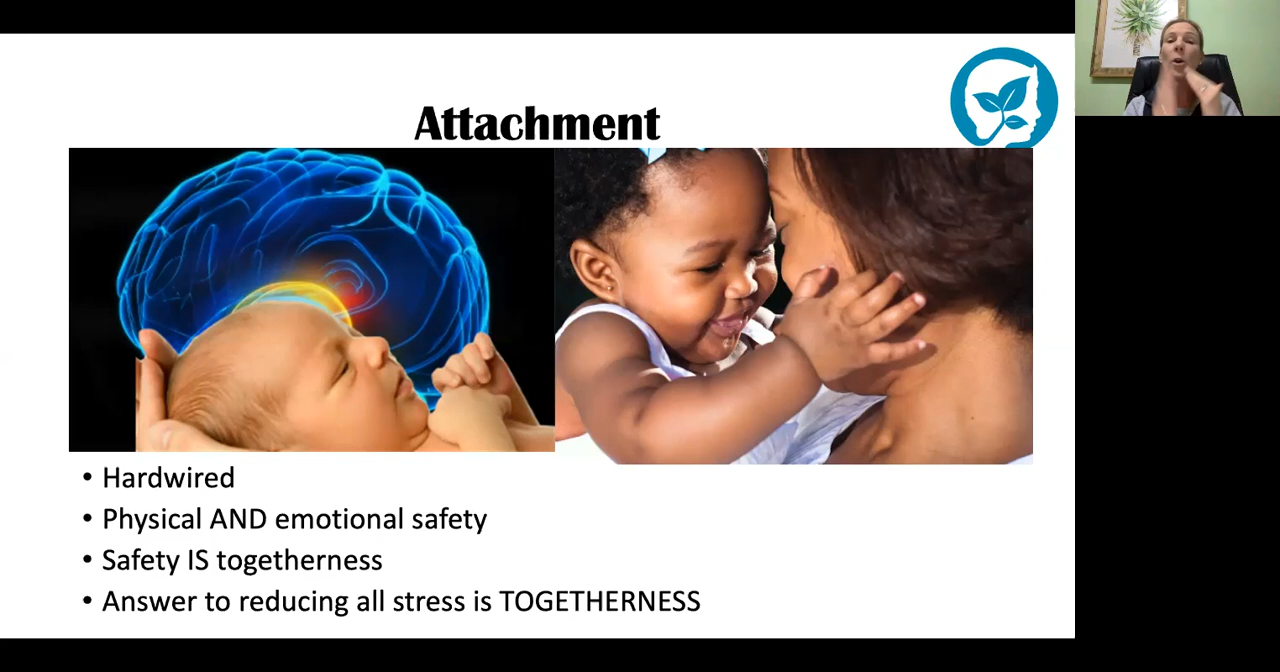 Attachment
• Hardwired
• Physical AND emotional safety
• Safety IS togetherness
• Answer to reducing all stress is TOGETHERNESS